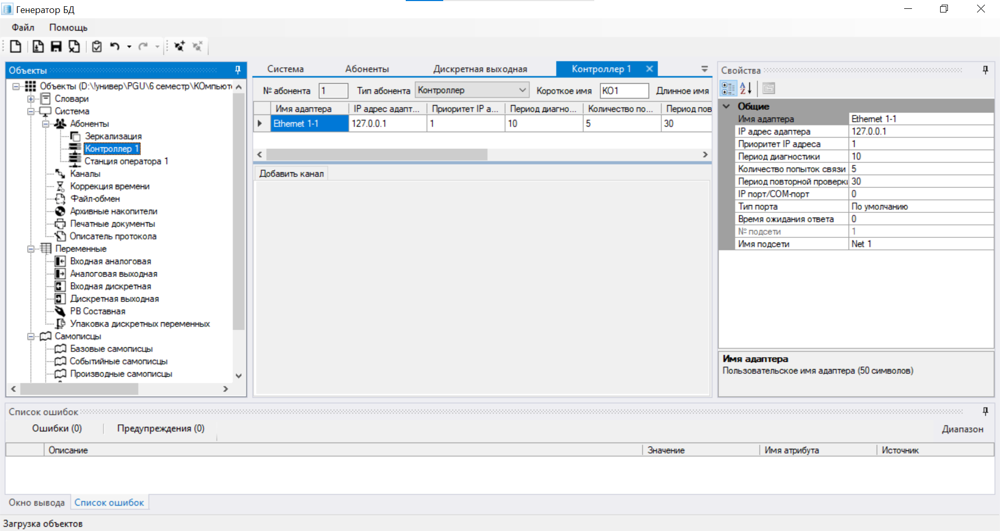 Генератор БД
Файл Помощь
Объекты
Объекты (D:\!универ\PGU\6 семестр\КОмпьют
Словари
Система
Абоненты
Зеркализация
Контроллер 1
Станция оператора 1
Каналы
Коррекция времени
Файл-обмен
Архивные накопители
Печатные документы
Описатель протокола
Переменные
Входная аналоговая
Аналоговая выходная
Входная дискретная
Дискретная выходная
РВ Составная
Упаковка дискретных переменных
Самописцы
Базовые самописцы
Событийные самописцы
Производные самописцы
Система Абоненты Дискретная выходная Контроллер 1
№ абонента 1 Тип абонента Контроллер Короткое имя КО1 Длинное имя
Имя адаптера IP адрес адапт... Приоритет IP а... Период диагно... Количество по... Период пов
Ethernet 1-1 127.0.0.1 1 10 5 30
Добавить канал
Свойства
Общие
Имя адаптера Ethernet 1-1
IP адрес адаптера 127.0.0.1
Приоритет IP адреса 1
Период диагностики 10
Количество попыток связи 5
Период повторной проверки 30
IP порт/COM-порт 0
Тип порта По умолчанию
Время ожидания ответа 0
№ подсети 1
Имя подсети Net 1
Имя адаптера
Пользовательское имя адаптера (50 символов)
Список ошибок
Ошибки (0) Предупреждения (0) Диапазон
Описание Значение Имя атрибута Источник
Окно вывода Список ошибок
Загрузка объектов